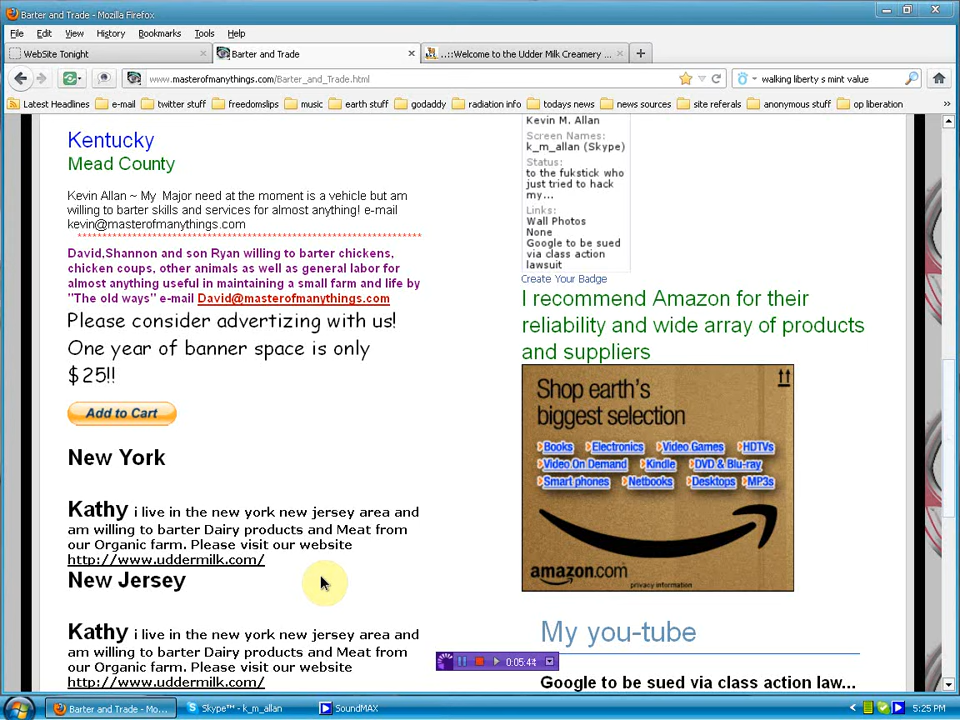 Barter and Trade - Mozilla Firefox
File Edit View History Bookmarks Tools Help
WebSite Tonight
Barter and Trade
..::Welcome to the Udder Milk Creamery ...
www.masterofmanythings.com/Barter_and_Trade.html
walking liberty s mint value
Latest Headlines e-mail twitter stuff freedomslips music earth stuff godaddy radiation info todays news news sources site referals anonymous stuff op liberation
Kentucky
Mead County
Kevin Allan ~ My Major need at the moment is a vehicle but am
willing to barter skills and services for almost anything! e-mail
kevin@masterofmanythings.com
******************************************************************************
David,Shannon and son Ryan willing to barter chickens,
chicken coups, other animals as well as general labor for
almost anything useful in maintaining a small farm and life by
"The old ways" e-mail David@masterofmanythings.com
Please consider advertizing with us!
One year of banner space is only
$25!!
Add to Cart
New York
Kathy i live in the new york new jersey area and
am willing to barter Dairy products and Meat from
our Organic farm. Please visit our website
http://www.uddermilk.com/
New Jersey
Kathy i live in the new york new jersey area and
am willing to barter Dairy products and Meat from
our Organic farm. Please visit our website
http://www.uddermilk.com/
Kevin M. Allan
Screen Names:
k_m_allan (Skype)
Status:
to the fukstick who
just tried to hack
my...
Links:
Wall Photos
None
Google to be sued
via class action
lawsuit
Create Your Badge
I recommend Amazon for their
reliability and wide array of products
and suppliers
Shop earth's
biggest selection
Books Electronics Video Games HDTVs
Video On Demand Kindle DVD & Blu-ray
Smart phones Netbooks Desktops MP3s
amazon.com
privacy information
My you-tube
Google to be sued via class action law...
0:05:44
Barter and Trade - Mo...
Skype™ - k_m_allan
SoundMAX
5:25 PM